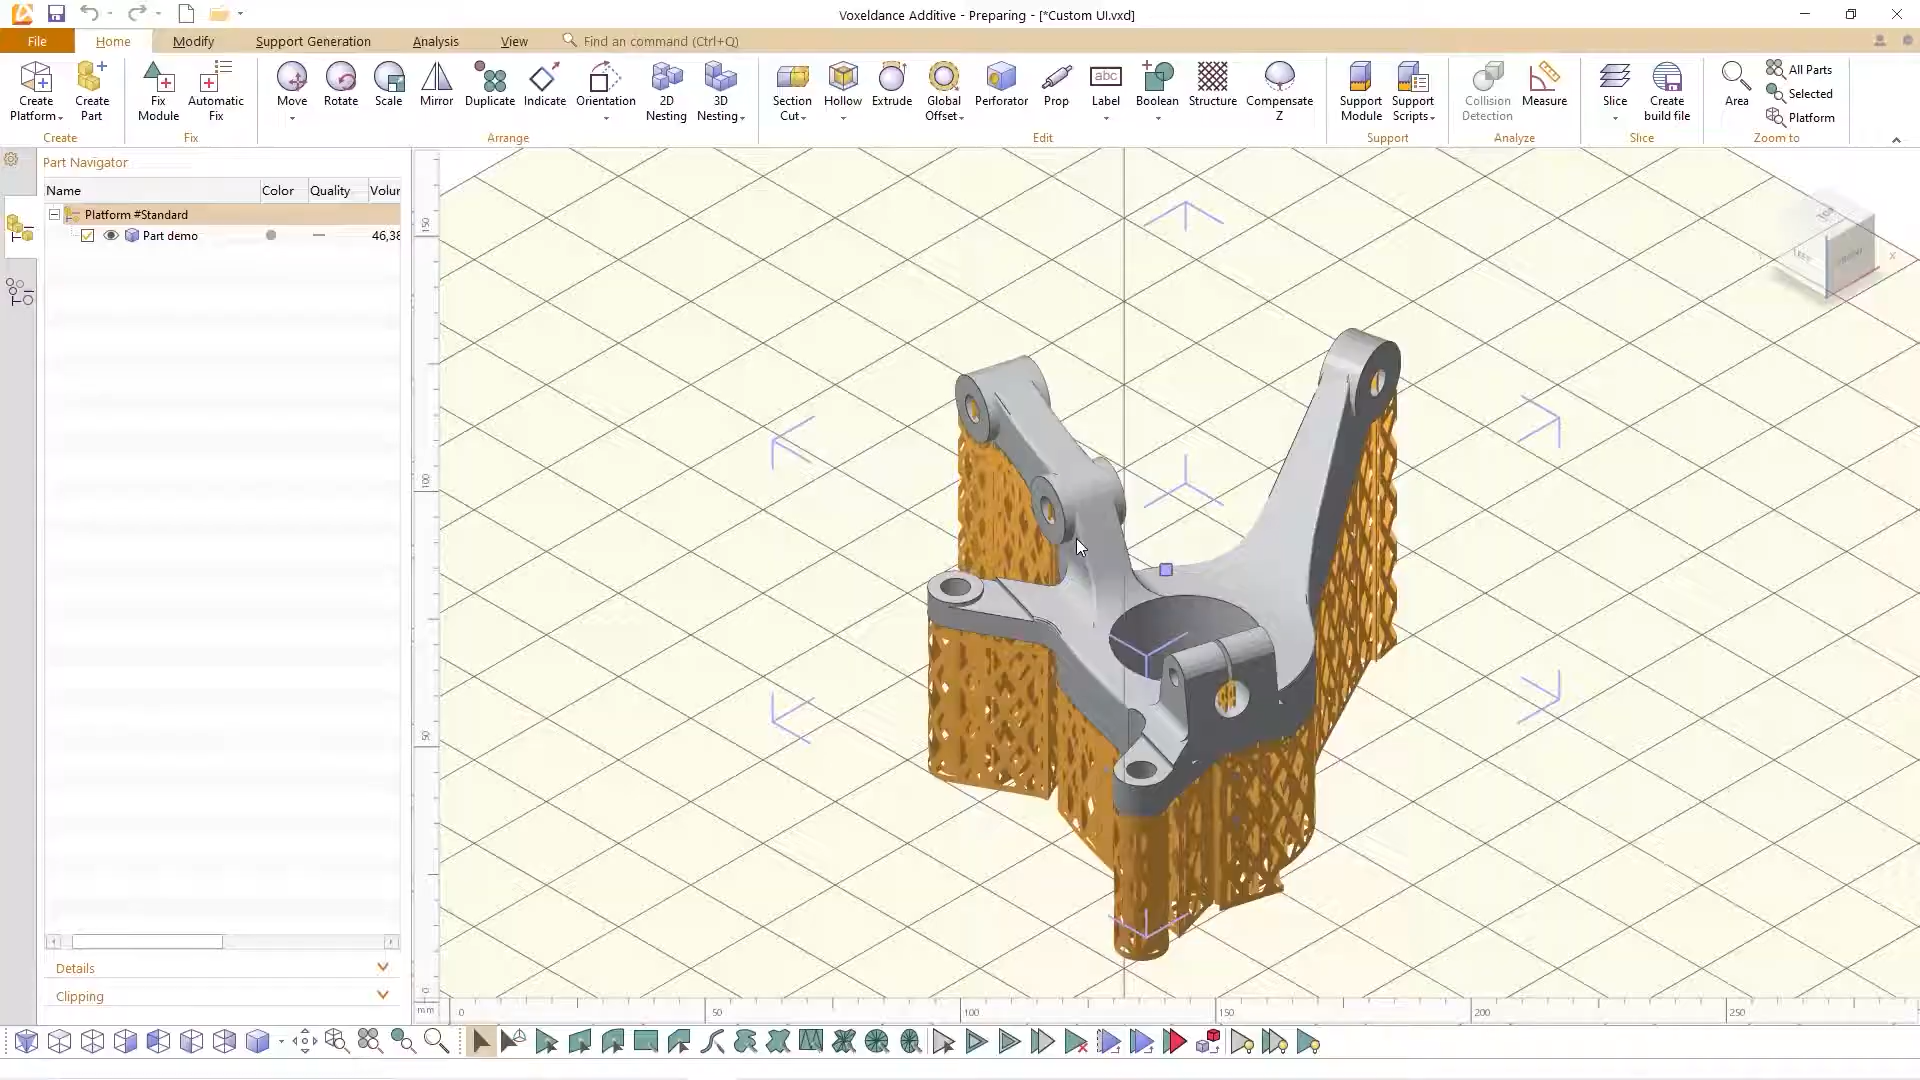 Voxeldance Additive - Preparing - [*Custom UI.vxd]
File Home Modify Support Generation Analysis View Find an command (Ctrl+Q)
Create Platform Create Part
Create
Fix Module Automatic Fix
Fix
Move Rotate Scale Mirror Duplicate Indicate Orientation 2D Nesting 3D Nesting
Arrange
Section Cut Hollow Extrude Global Offset Perforator Prop abc Label Boolean Structure Compensate Z
Edit
Support Module Support Scripts
Support
Collision Detection Measure
Analyze
Slice Create build file
Slice
Area All Parts Selected Platform
Zoom to
Part Navigator
Name Color Quality Volur
Platform #Standard
Part demo 46,38
Details
Clipping
150
100
50
0
mm
0 50 100 150 200 250
TOP
LEFT FRONT
X